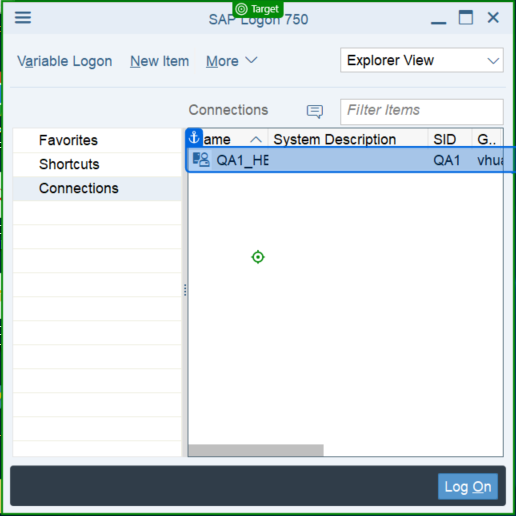 Target
SAP Logon 750
Variable Logon New Item More Explorer View
Connections Filter Items
Favorites
Shortcuts
Connections
ame System Description SID G..
QA1_HE QA1 vhua
Log On